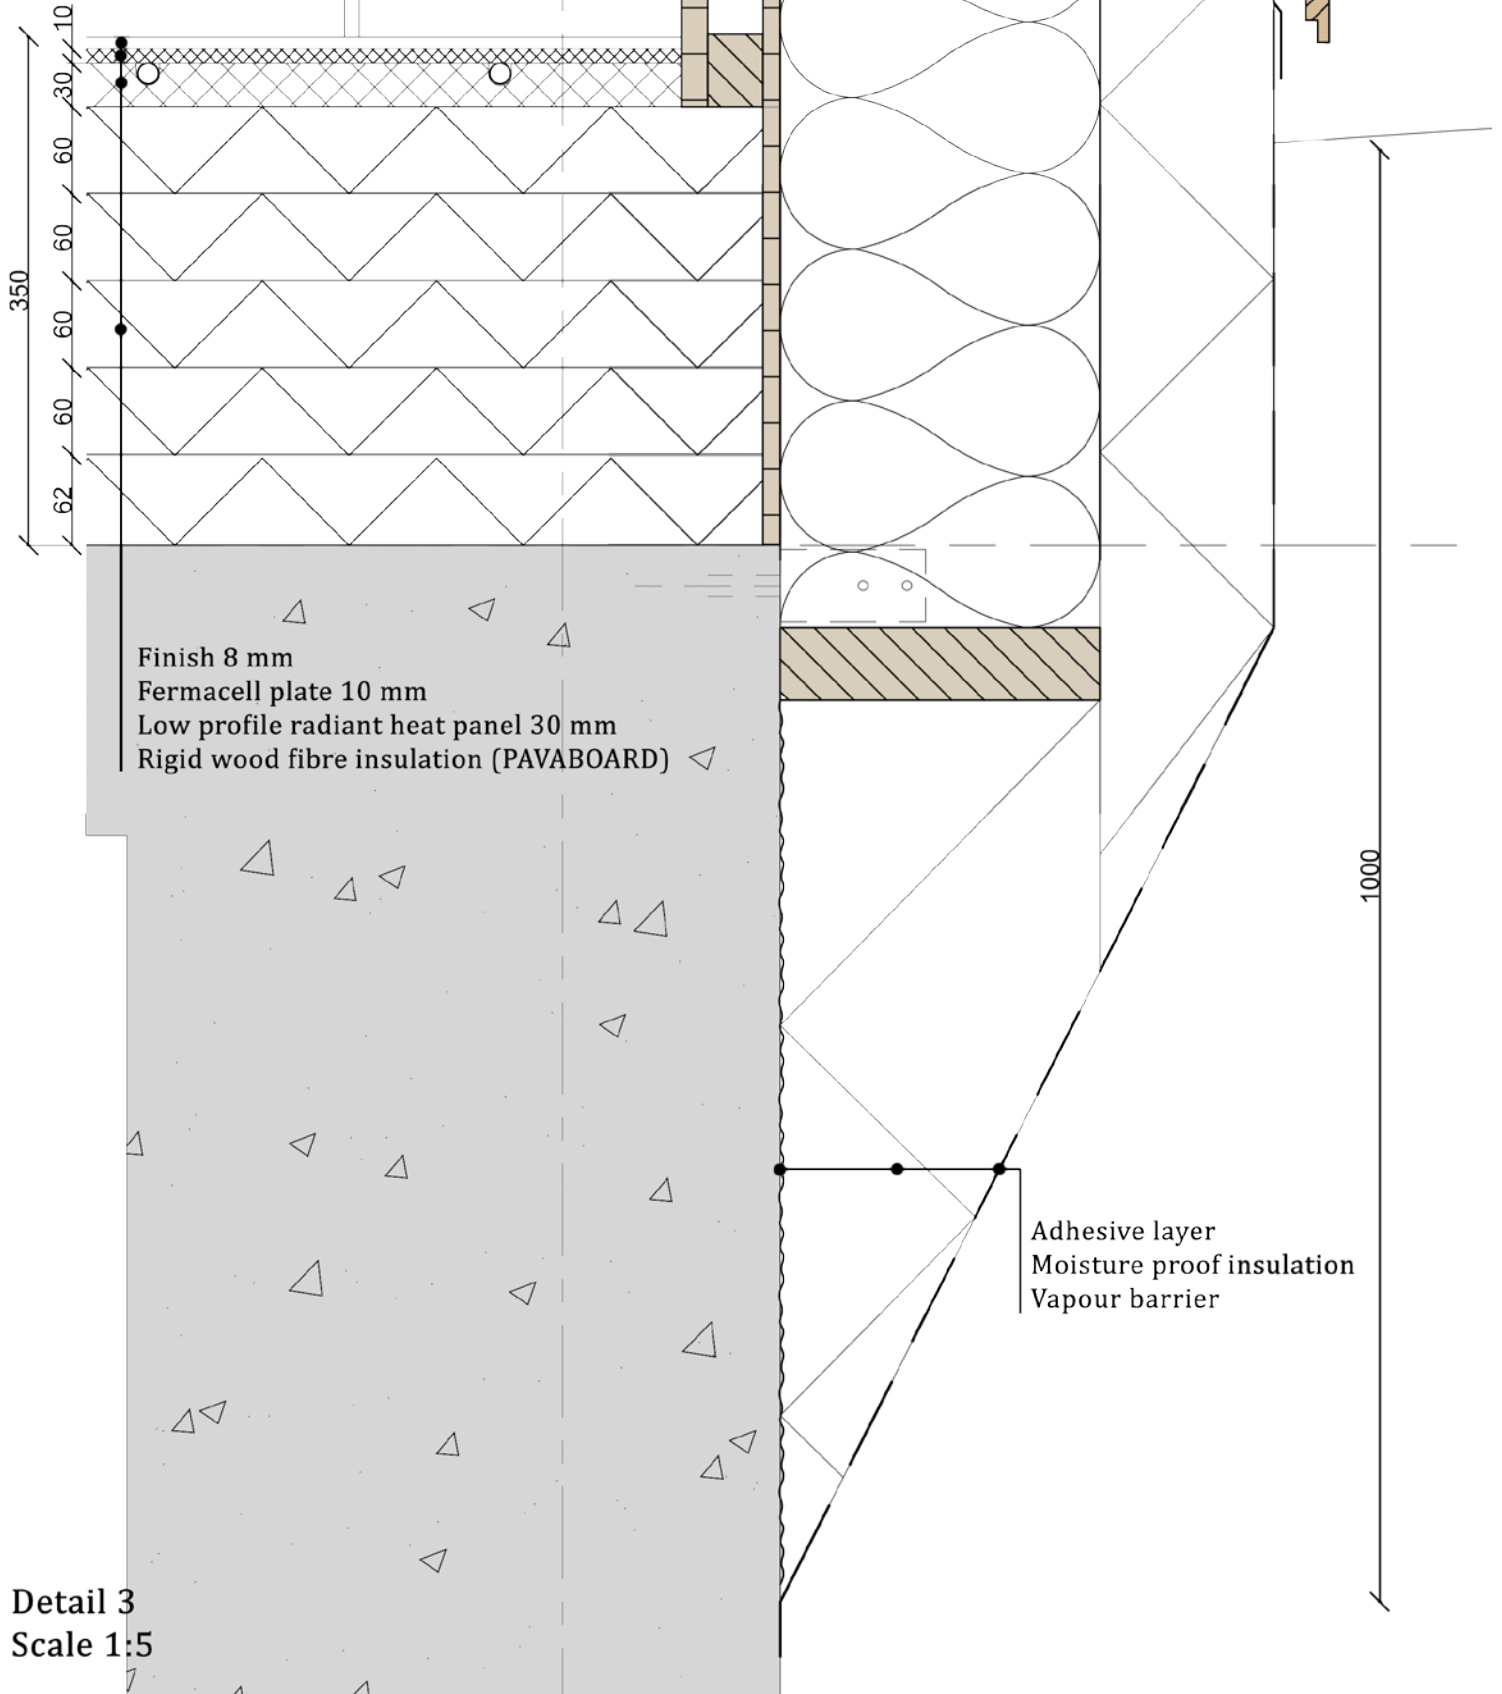 10
30
60
60
350
60
60
62
Finish 8 mm
Fermacell plate 10 mm
Low profile radiant heat panel 30 mm
Rigid wood fibre insulation (PAVABOARD)
1000
Adhesive layer
Moisture proof insulation
Vapour barrier
Detail 3
Scale 1:5